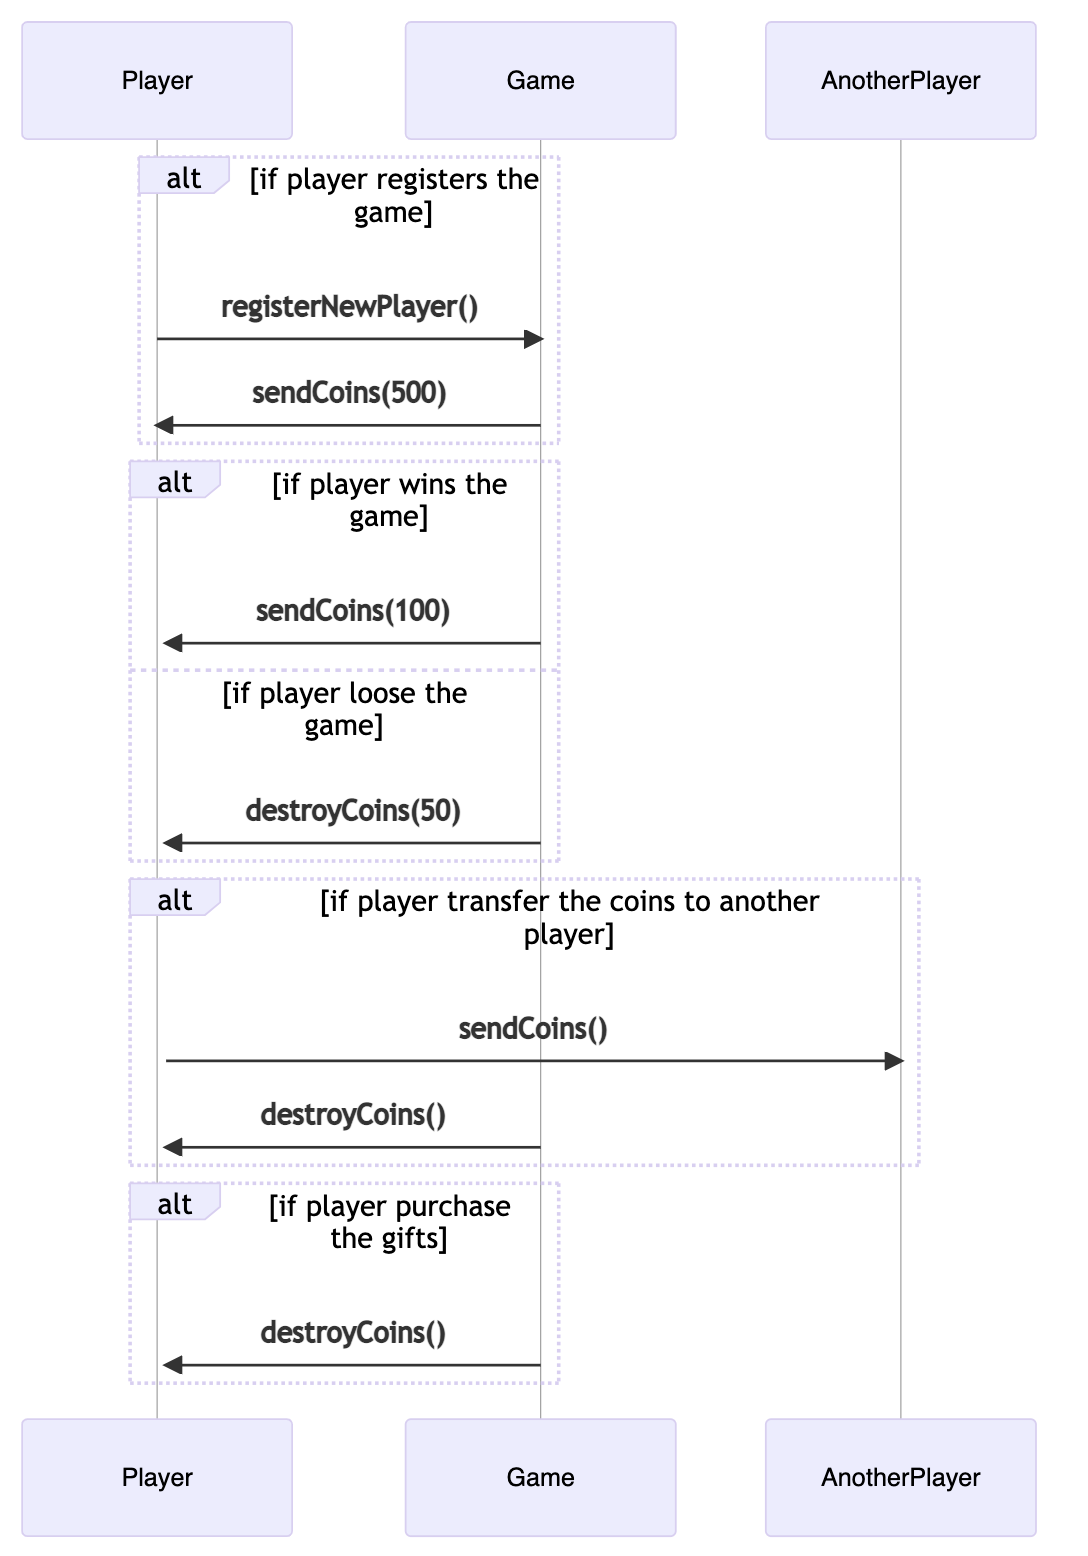 Player
Game
AnotherPlayer
alt
[if player registers the
game]
registerNewPlayer()
sendCoins(500)
alt
[if player wins the
game]
sendCoins(100)
[if player loose the
game]
destroyCoins(50)
alt
[if player transfer the coins to another
player]
sendCoins()
destroyCoins()
alt
[if player purchase
the gifts]
destroyCoins()
Player
Game
AnotherPlayer